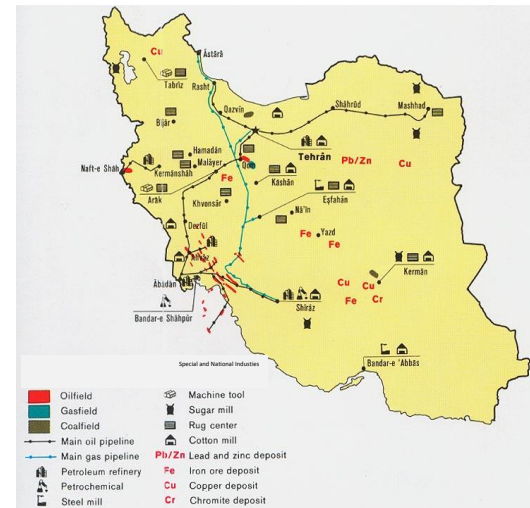 Cu
Āstārā
Tabrīz
Rasht
Qazvīn
Shāhrūd
Mashhad
Bījār
Tehrān
Hamadān
Pb/Zn
Cu
Naft-e Shāh
Kermānshāh
Malāyer
Qom
Fe
Kāshān
Arāk
Khvonsār
Eşfahān
Nā'īn
Dezfūl
Fe
Yazd
Fe
Ahvāz
Kermān
Ābādān
Cu
Cu
Fe
Cr
Shīrāz
Bandar-e Shāhpūr
Bandar-e 'Abbās
Special and National Industies
Oilfield
Gasfield
Coalfield
Main oil pipeline
Main gas pipeline
Petroleum refinery
Petrochemical
Steel mill
Machine tool
Sugar mill
Rug center
Cotton mill
Pb/Zn Lead and zinc deposit
Fe Iron ore deposit
Cu Copper deposit
Cr Chromite deposit